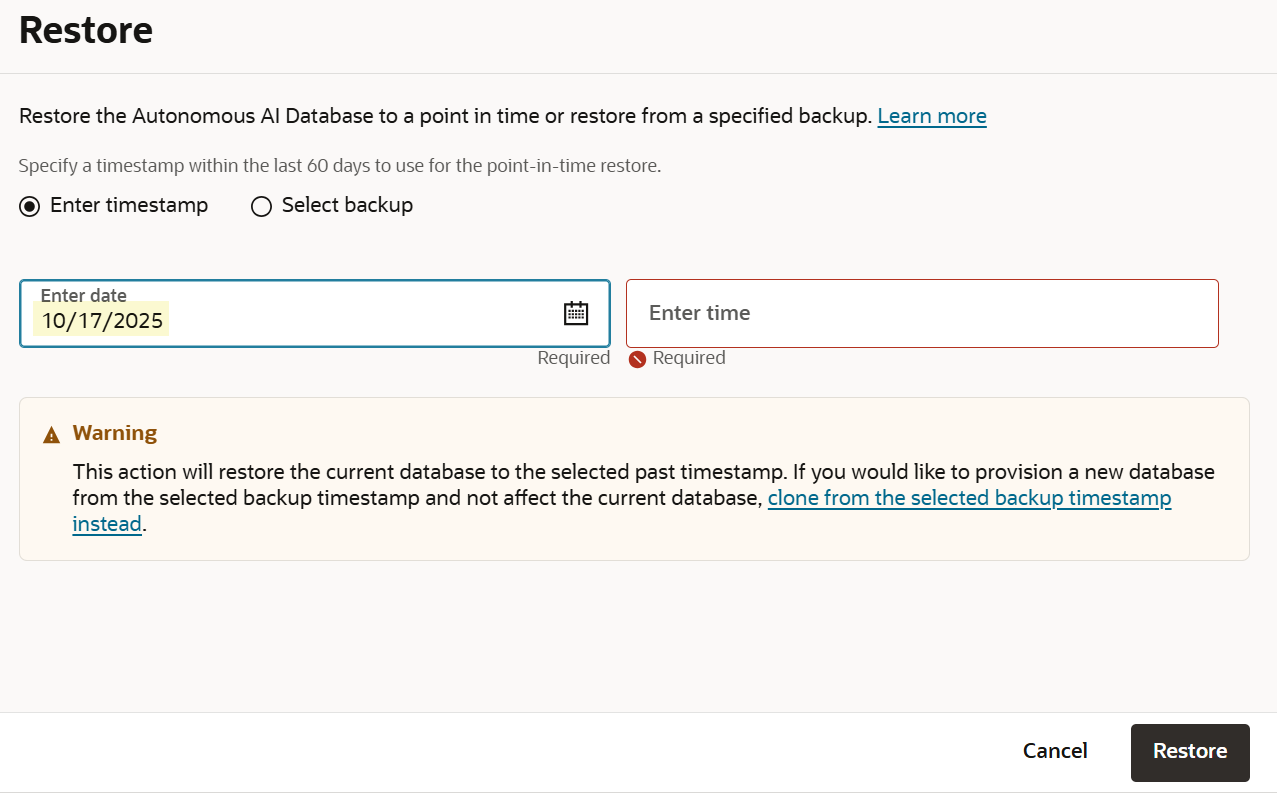 Restore
Restore the Autonomous AI Database to a point in time or restore from a specified backup. Learn more
Specify a timestamp within the last 60 days to use for the point-in-time restore.
Enter timestamp Select backup
Enter date
10/17/2025
Enter time
Required Required
Warning
This action will restore the current database to the selected past timestamp. If you would like to provision a new database
from the selected backup timestamp and not affect the current database, clone from the selected backup timestamp
instead.
Cancel Restore